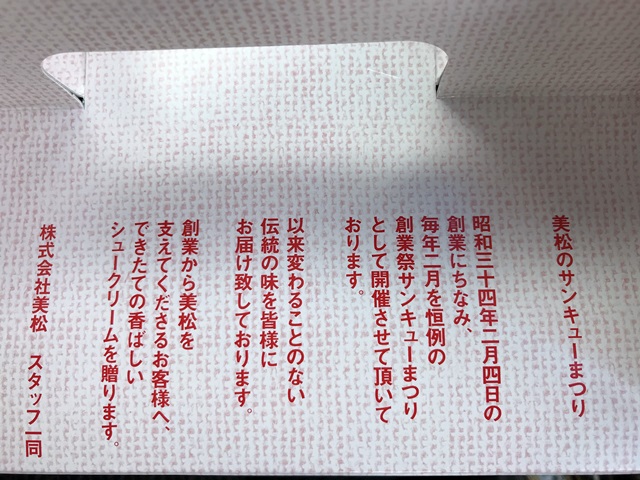 美松のサンキューまつり
昭和三十四年二月四日の
創業にちなみ、
毎年二月を恒例の
創業祭サンキューまつり
として開催させて頂いて
おります。
以来変わることのない
伝統の味を皆様に
お届け致しております。
創業から美松を
支えてくださるお客様へ、
できたての香ばしい
シュークリームを贈ります。
株式会社美松　スタッフ一同